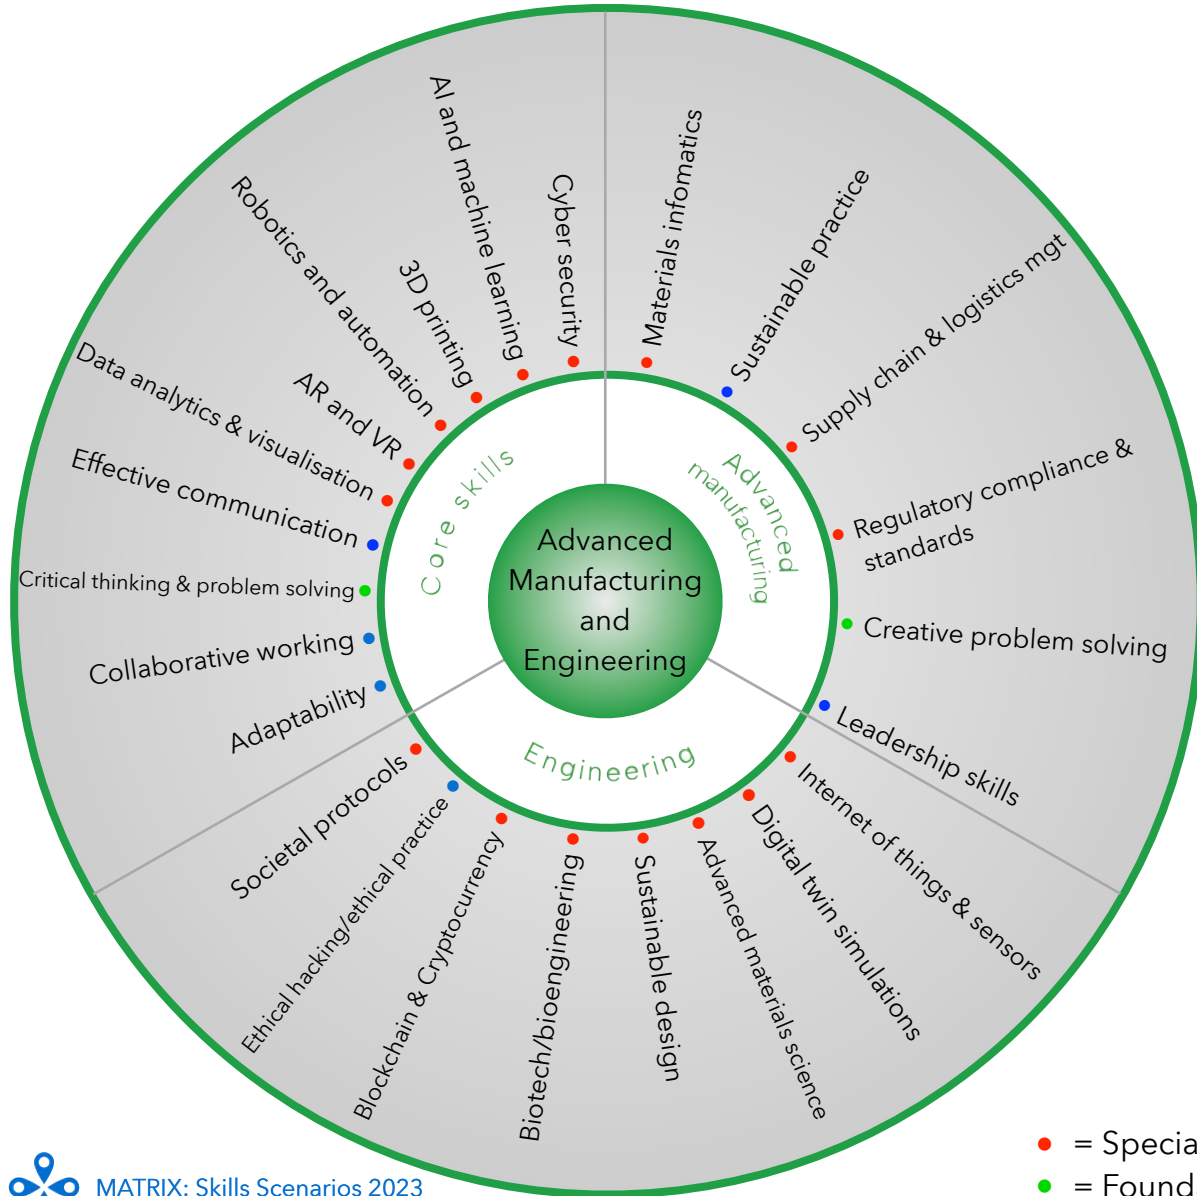 Advanced
Manufacturing
and
Engineering
Core skills
Advanced
manufacturing
Engineering
Materials infomatics
Sustainable practice
Supply chain & logistics mgt
Regulatory compliance &
standards
Creative problem solving
Leadership skills
Internet of things & sensors
Digital twin simulations
Advanced materials science
Sustainable design
Biotech/bioengineering
Blockchain & Cryptocurrency
Ethical hacking/ethical practice
Societal protocols
Adaptability
Collaborative working
Critical thinking & problem solving
Effective communication
Data analytics & visualisation
AR and VR
Robotics and automation
3D printing
AI and machine learning
Cyber security
= Specia
= Found
MATRIX: Skills Scenarios 2023